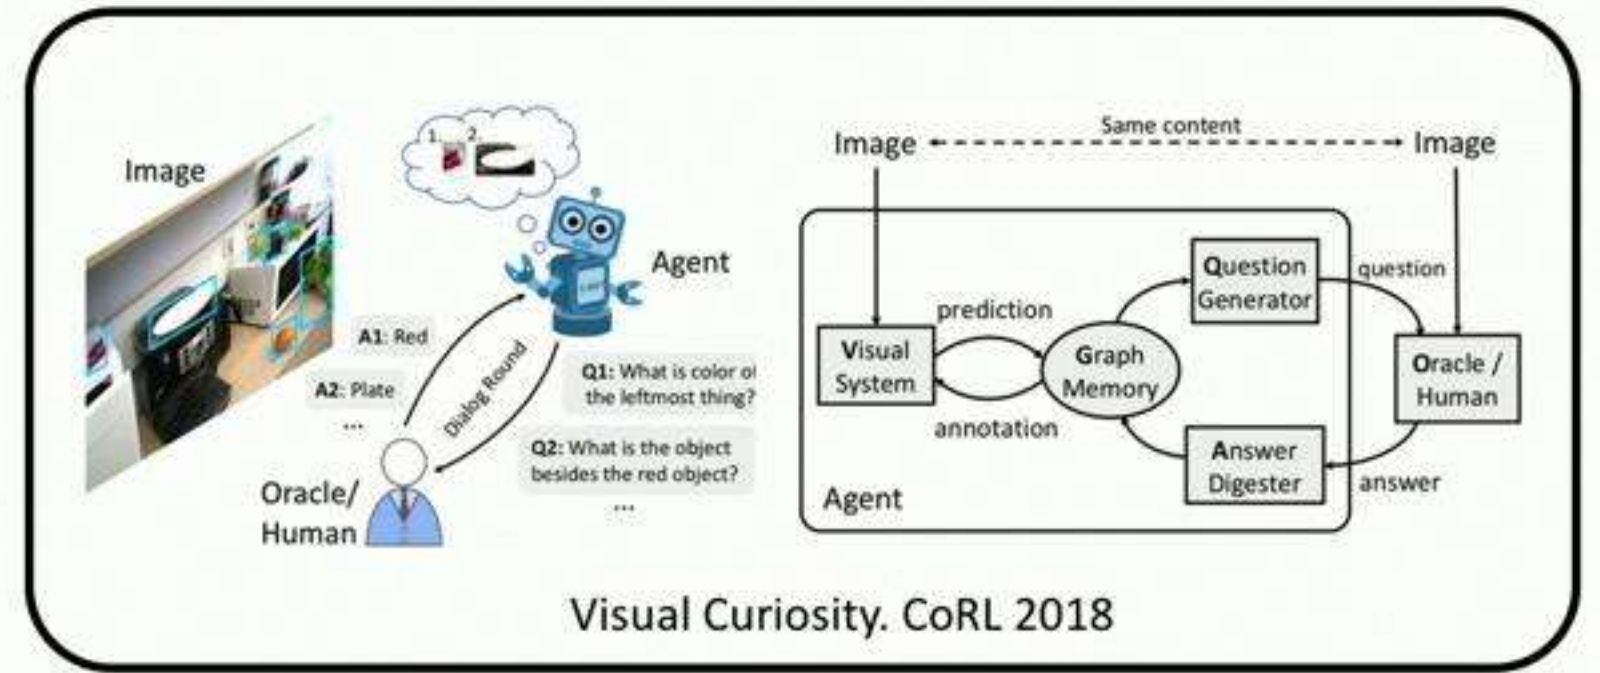 Image
1
2
Agent
A1: Red
A2: Plate
...
Dialog Round
Q1: What is color of
the leftmost thing?
Q2: What is the object
besides the red object?
...
Oracle/
Human
Image
Same content
Image
Question
Generator
question
prediction
Visual
System
Graph
Memory
Oracle /
Human
annotation
Answer
Digester
answer
Agent
Visual Curiosity. CoRL 2018